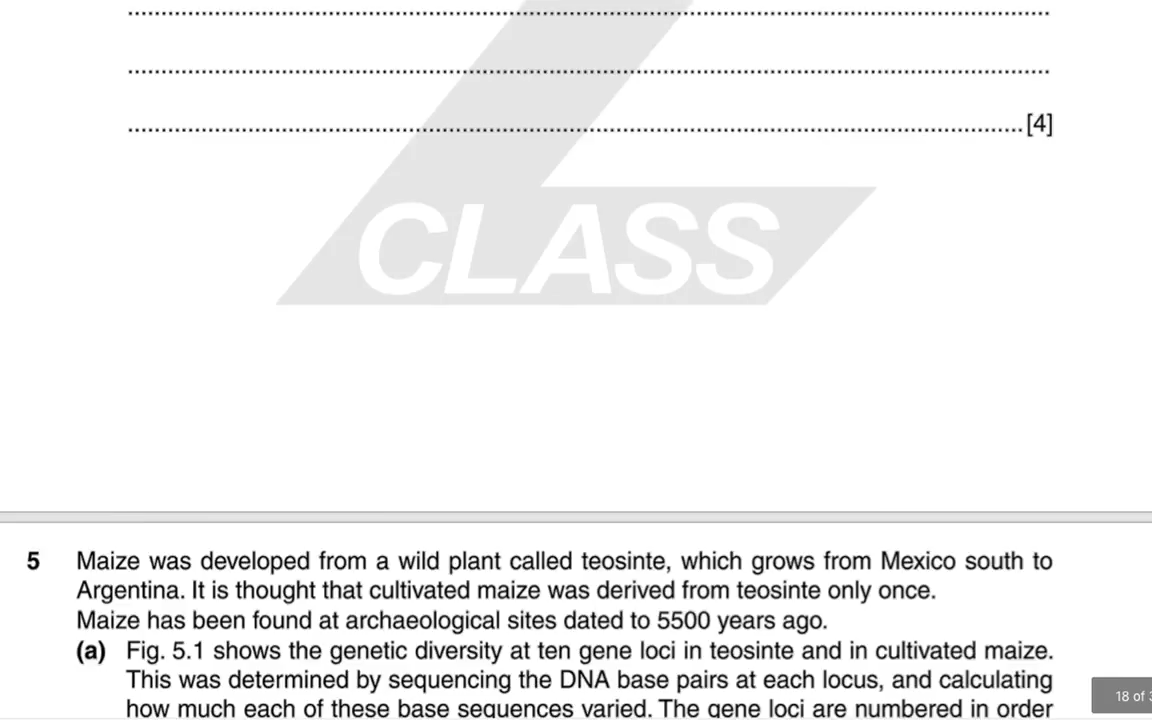 [4]
CLASS
5 Maize was developed from a wild plant called teosinte, which grows from Mexico south to
Argentina. It is thought that cultivated maize was derived from teosinte only once.
Maize has been found at archaeological sites dated to 5500 years ago.
(a) Fig. 5.1 shows the genetic diversity at ten gene loci in teosinte and in cultivated maize.
This was determined by sequencing the DNA base pairs at each locus, and calculating
how much each of these base sequences varied. The gene loci are numbered in order
18 of